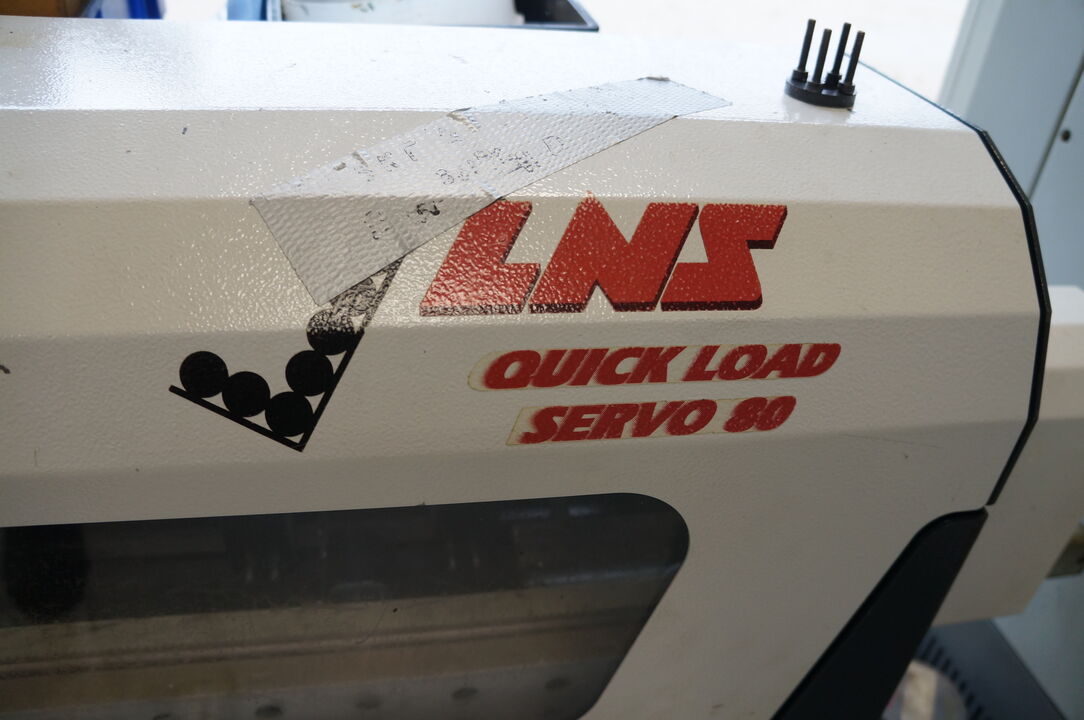 LNS
QUICK LOAD
SERVO 80